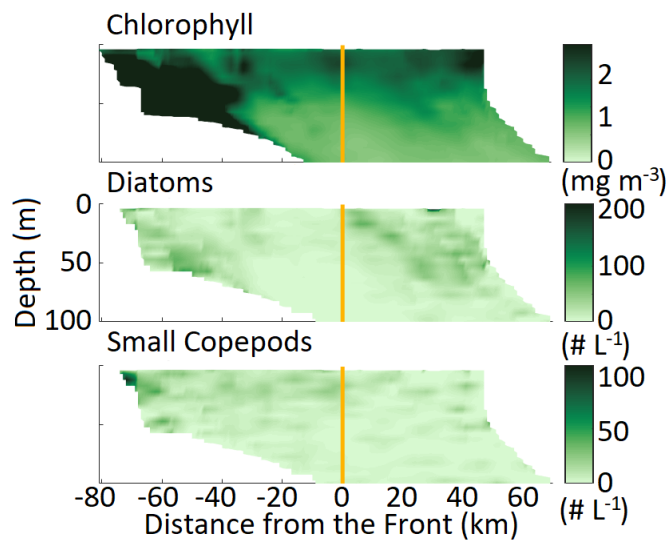 Chlorophyll
2
1
0
(mg m⁻³)
Diatoms
0
50
100
Depth (m)
200
100
0
(# L⁻¹)
Small Copepods
100
50
0
(# L⁻¹)
-80 -60 -40 -20 0 20 40 60
Distance from the Front (km)